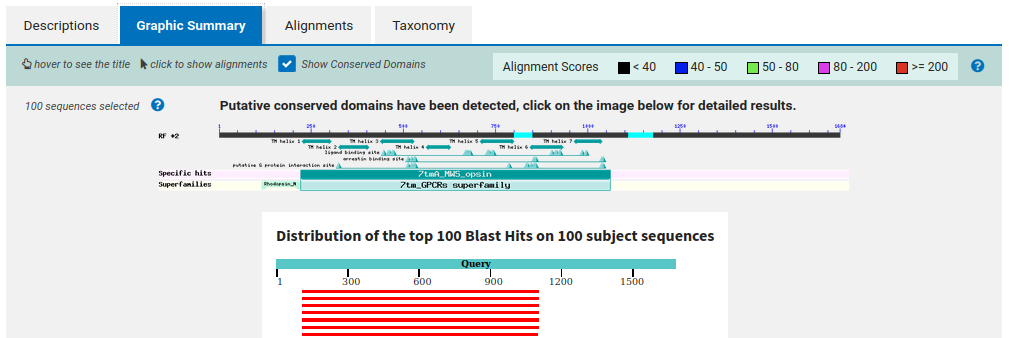 Descriptions Graphic Summary Alignments Taxonomy
hover to see the title click to show alignments Show Conserved Domains Alignment Scores < 40 40 - 50 50 - 80 80 - 200 >= 200 ?
100 sequences selected ? Putative conserved domains have been detected, click on the image below for detailed results.
1 250 500 750 1000 1250 1500 1684
RF +2
TM helix 1 TM helix 3 TM helix 5 TM helix 7
TM helix 2 TM helix 4 TM helix 6
ligand binding site
arrestin binding site
putative G protein interaction site
Specific hits 7tmA_MWS_opsin
Superfamilies Rhodopsin_N 7tm_GPCRs superfamily
Distribution of the top 100 Blast Hits on 100 subject sequences
Query
1 300 600 900 1200 1500